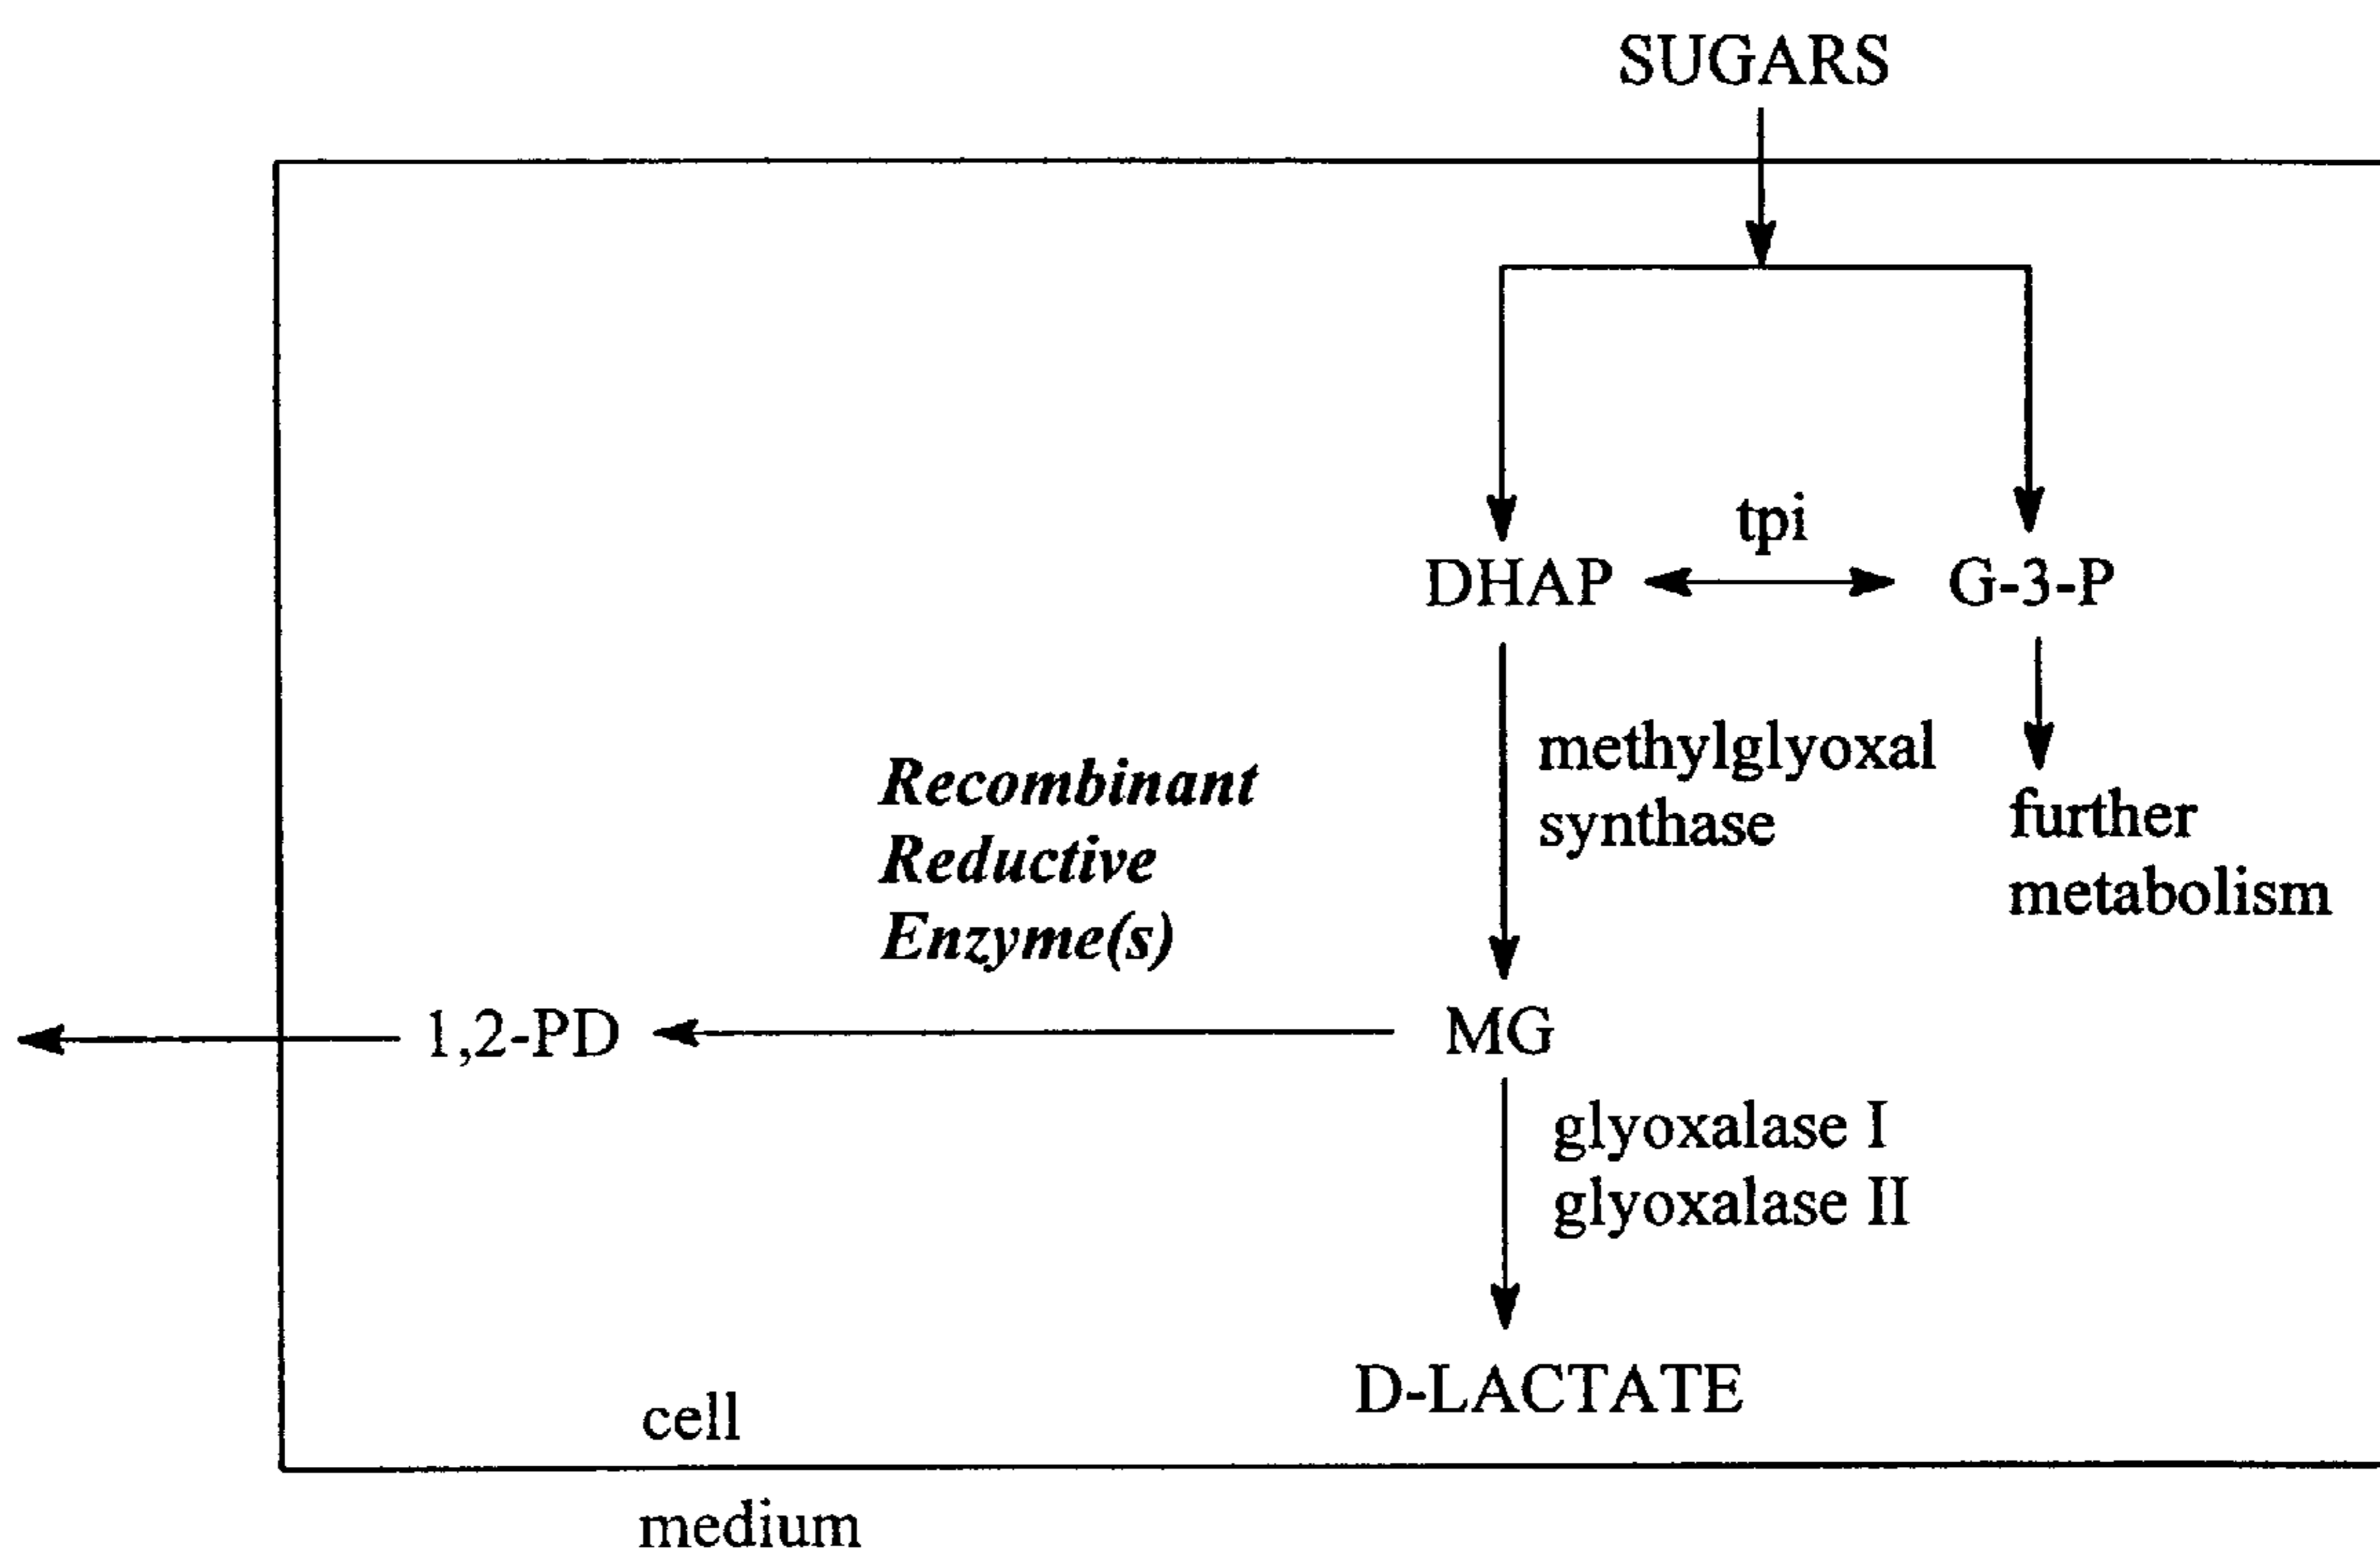 SUGARS
tpi
DHAP
G-3-P
methylglyoxal
synthase
further
metabolism
Recombinant
Reductive
Enzyme(s)
1,2-PD
MG
glyoxalase I
glyoxalase II
D-LACTATE
cell
medium